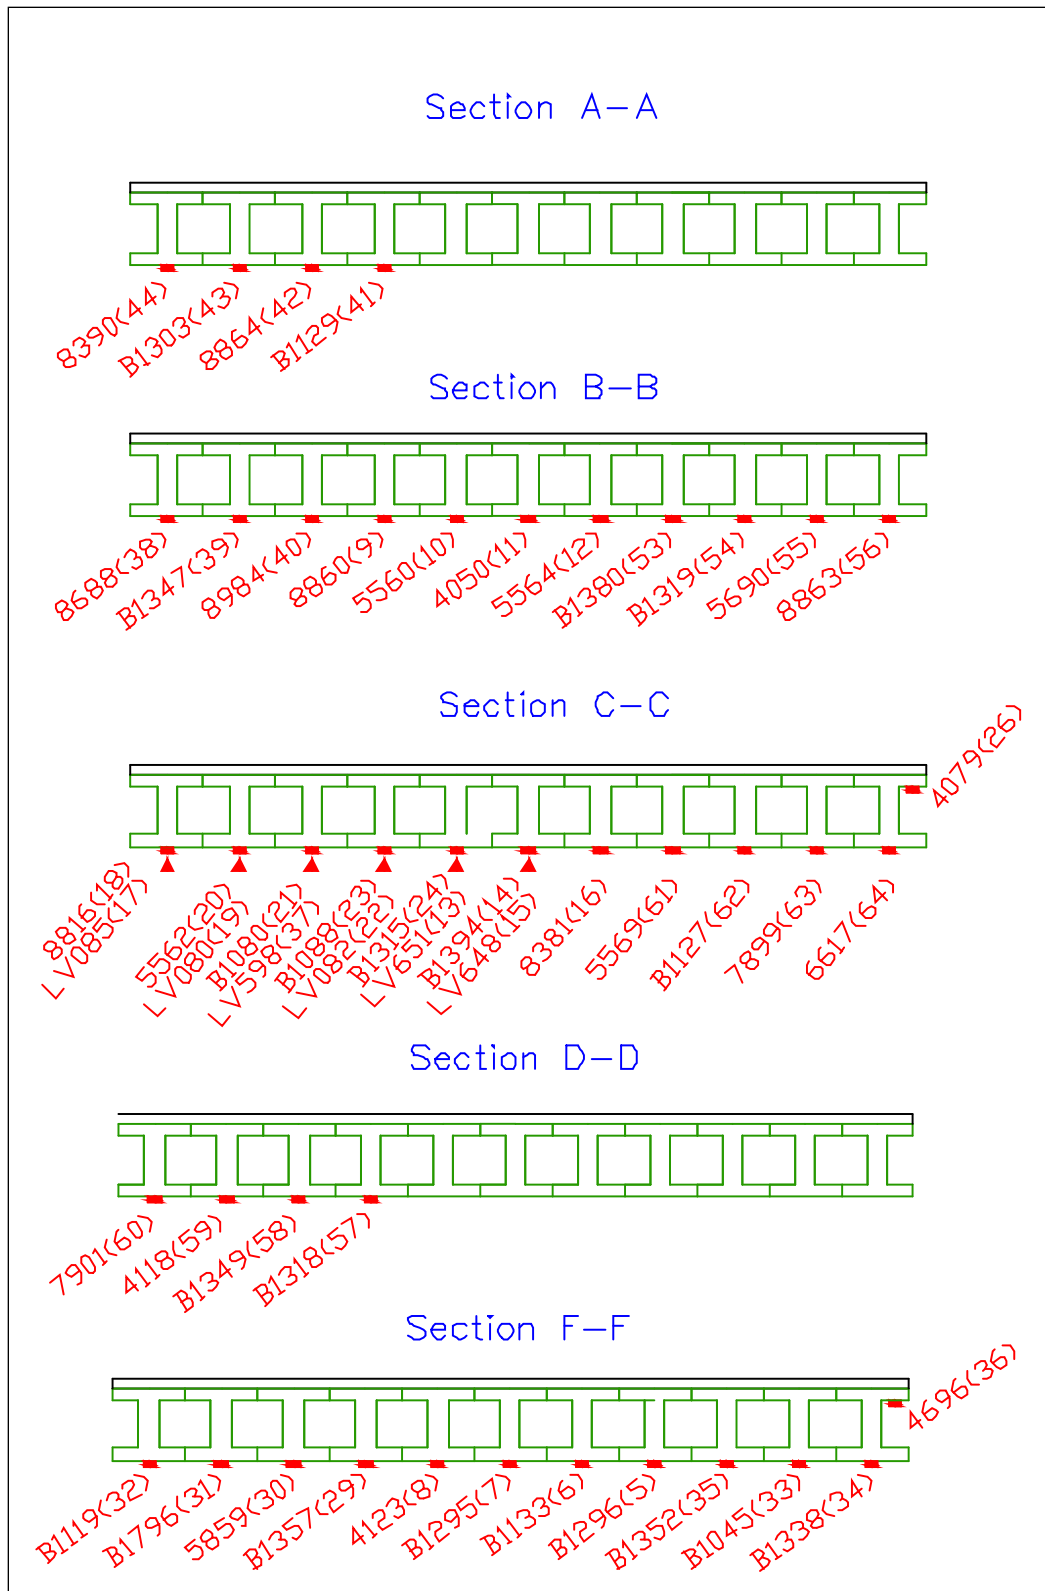 Section A-A
8390(44)
B1303(43)
8864(42)
B1129(41)
Section B-B
8688(38)
B1347(39)
8984(40)
8860(9)
5560(10)
4050(11)
5564(12)
B1380(53)
B1319(54)
5690(55)
8863(56)
Section C-C
4079(26)
8816(18)
LV085(17)
5562(20)
LV080(19)
B1080(21)
LV598(37)
B1088(23)
LV082(22)
B1315(24)
LV651(13)
B1394(14)
LV648(15)
8381(16)
5569(61)
B1127(62)
7899(63)
6617(64)
Section D-D
7901(60)
4118(59)
B1349(58)
B1318(57)
Section F-F
4696(36)
B1119(32)
B1796(31)
5859(30)
B1357(29)
4123(8)
B1295(7)
B1133(6)
B1296(5)
B1352(35)
B1045(33)
B1338(34)